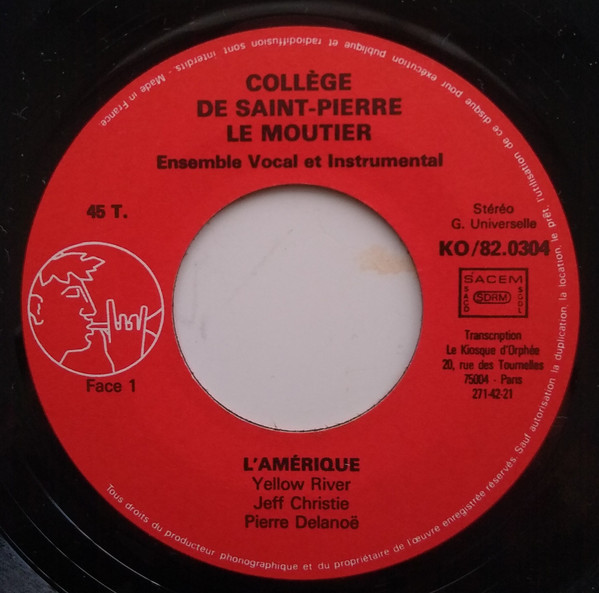 COLLÈGE
DE SAINT-PIERRE
LE MOUTIER
Ensemble Vocal et Instrumental
45 T.
Stéréo
G. Universelle
KO/82.0304
SACEM
SACD
SDRM
SGDL
Transcription
Le Kiosque d'Orphée
20, rue des Tournelles
75004 - Paris
271-42-21
Face 1
L'AMÉRIQUE
Yellow River
Jeff Christie
Pierre Delanoë
Tous droits du producteur phonographique et du propriétaire de l'œuvre enregistrée réservés. Sauf autorisation la duplication, la location, le prêt, l'utilisation de ce disque pour exécution publique et radiodiffusion sont interdits. - Made in France.